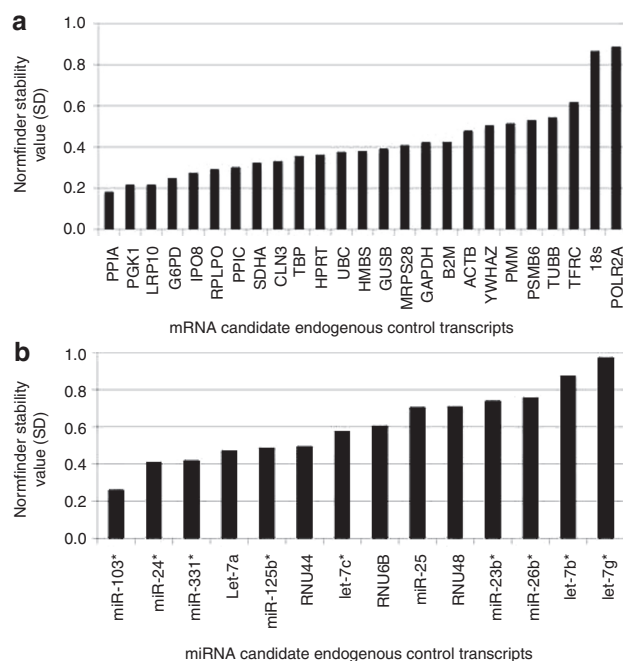 a
Normfinder stability
value (SD)
1.0
0.8
0.6
0.4
0.2
0.0
PPIA
PGK1
LRP10
G6PD
IPO8
RPLPO
PPIC
SDHA
CLN3
TBP
HPRT
UBC
HMBS
GUSB
MRPS28
GAPDH
B2M
ACTB
YWHAZ
PMM
PSMB6
TUBB
TFRC
18s
POLR2A
mRNA candidate endogenous control transcripts
b
Normfinder stability
value (SD)
1.0
0.8
0.6
0.4
0.2
0.0
miR-103*
miR-24*
miR-331*
Let-7a
miR-125b*
RNU44
let-7c*
RNU6B
miR-25
RNU48
miR-23b*
miR-26b*
let-7b*
let-7g*
miRNA candidate endogenous control transcripts